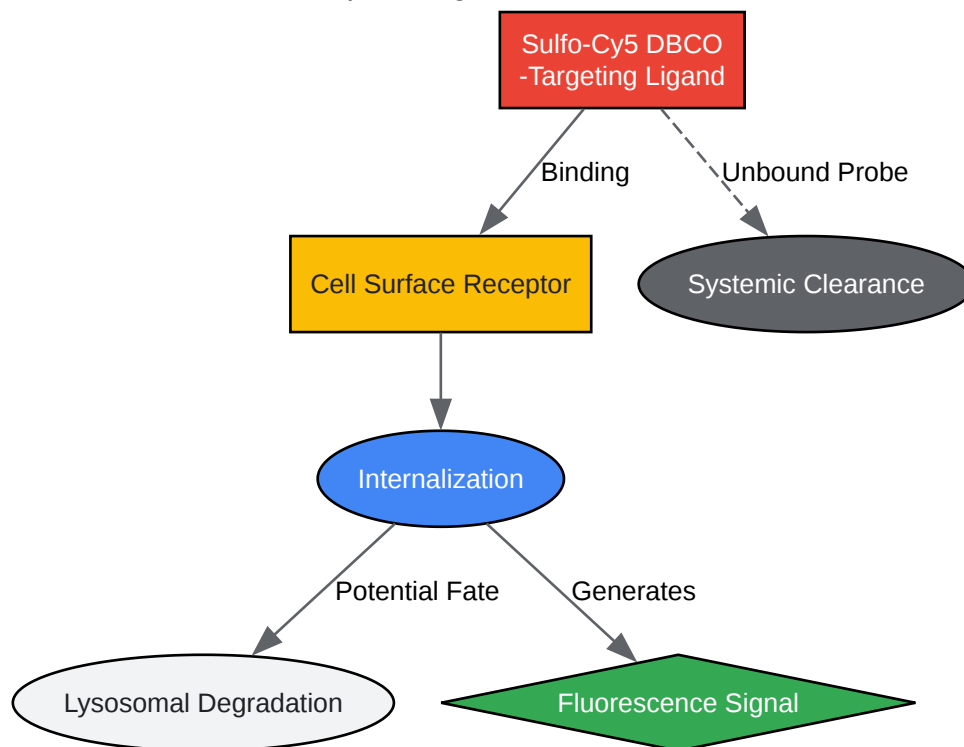 Sulfo-Cy5 DBCO
-Targeting Ligand
Binding
Unbound Probe
Cell Surface Receptor
Systemic Clearance
Internalization
Potential Fate
Generates
Lysosomal Degradation
Fluorescence Signal